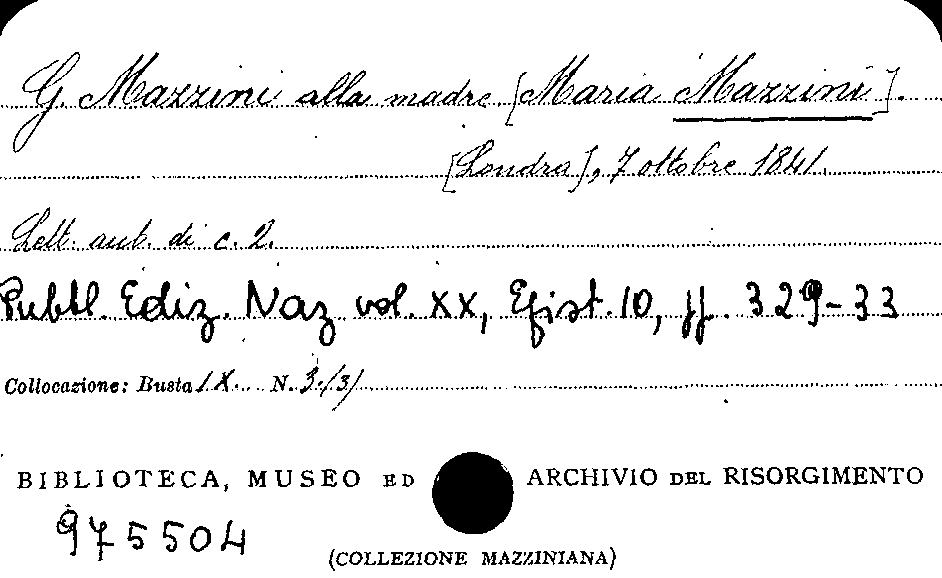 G. Mazzini alla madre [Maria Mazzini].
[Londra], 7 ottobre 1841.
Lett. aut. di c. 2.
Pubbl. Ediz. Naz vol. XX, Epist. 10, pp. 329-33
Collocazione: Busta IX. N. 3/3/
BIBLIOTECA, MUSEO ED ARCHIVIO DEL RISORGIMENTO
975504
(COLLEZIONE MAZZINIANA)